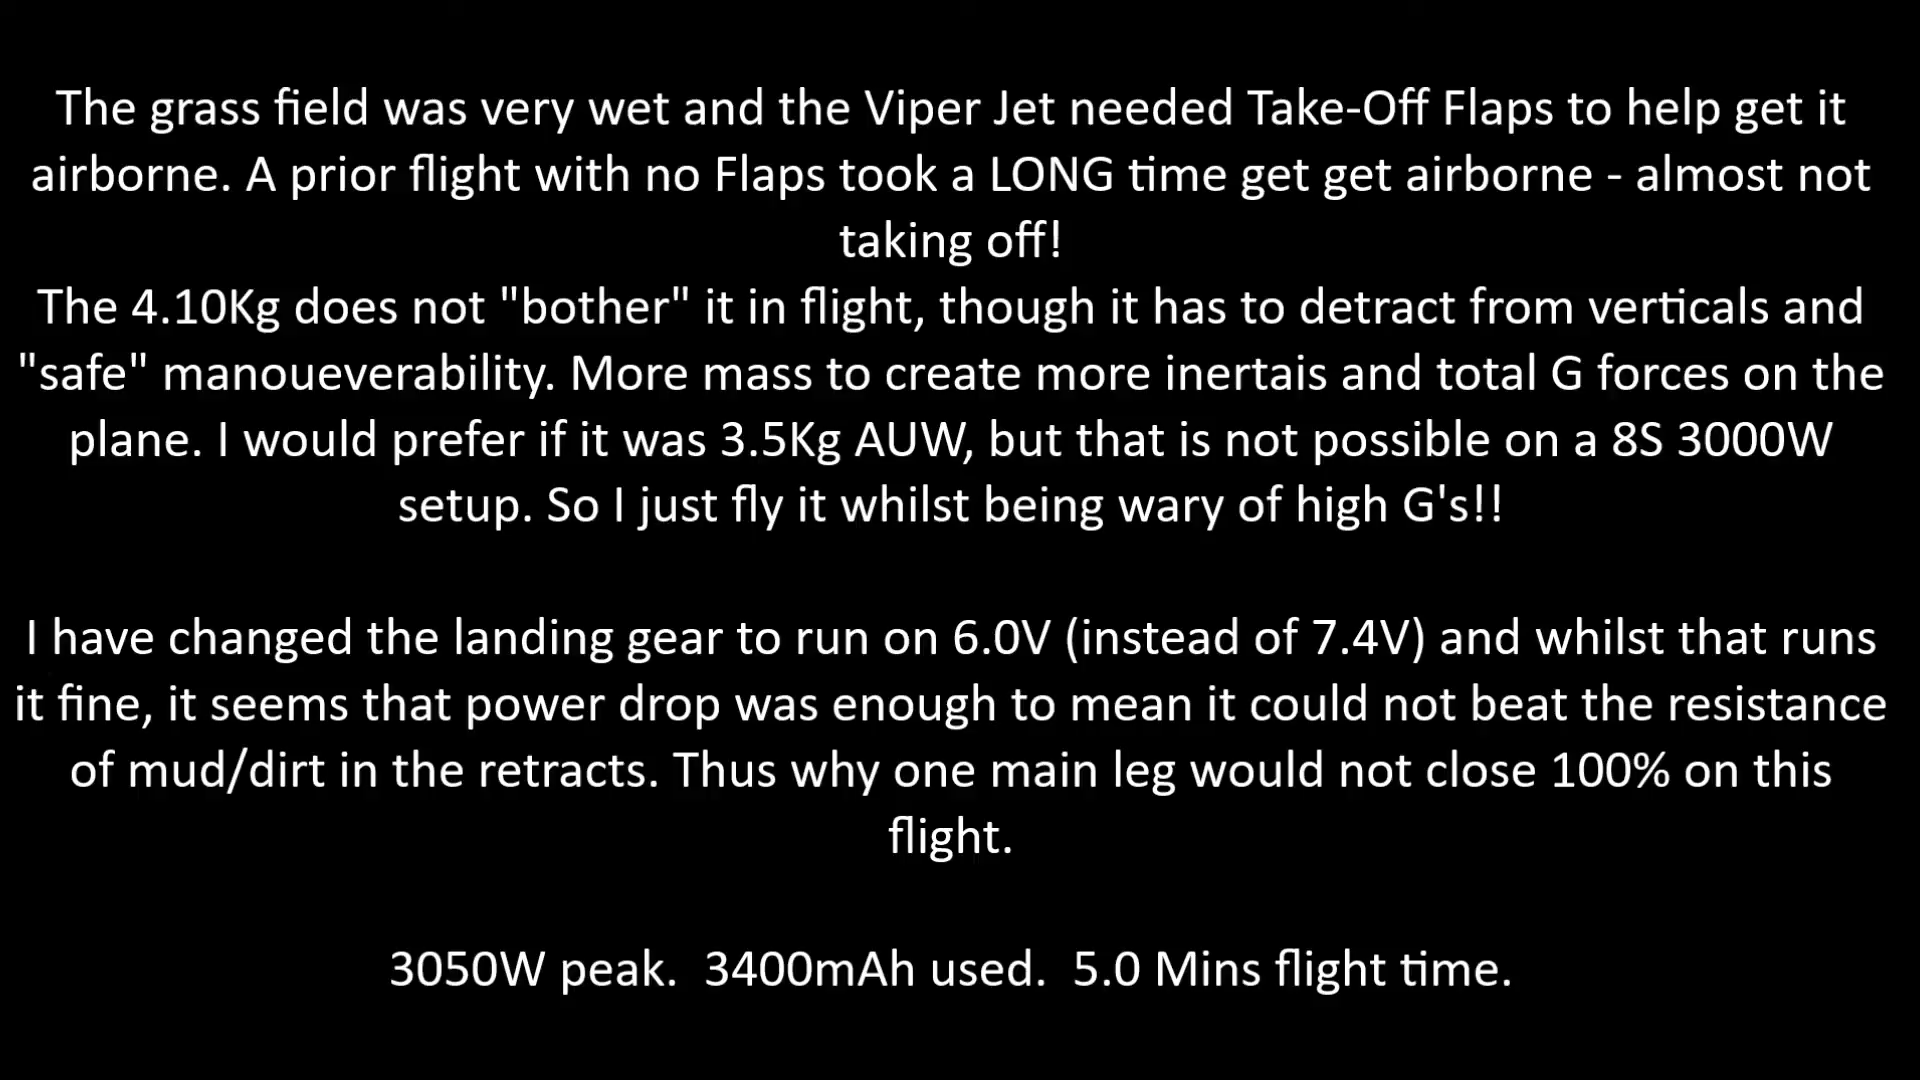 The grass field was very wet and the Viper Jet needed Take-Off Flaps to help get it
airborne. A prior flight with no Flaps took a LONG time get get airborne - almost not
taking off!
The 4.10Kg does not "bother" it in flight, though it has to detract from verticals and
"safe" manoueverability. More mass to create more inertais and total G forces on the
plane. I would prefer if it was 3.5Kg AUW, but that is not possible on a 8S 3000W
setup. So I just fly it whilst being wary of high G's!!
I have changed the landing gear to run on 6.0V (instead of 7.4V) and whilst that runs
it fine, it seems that power drop was enough to mean it could not beat the resistance
of mud/dirt in the retracts. Thus why one main leg would not close 100% on this
flight.
3050W peak.  3400mAh used.  5.0 Mins flight time.